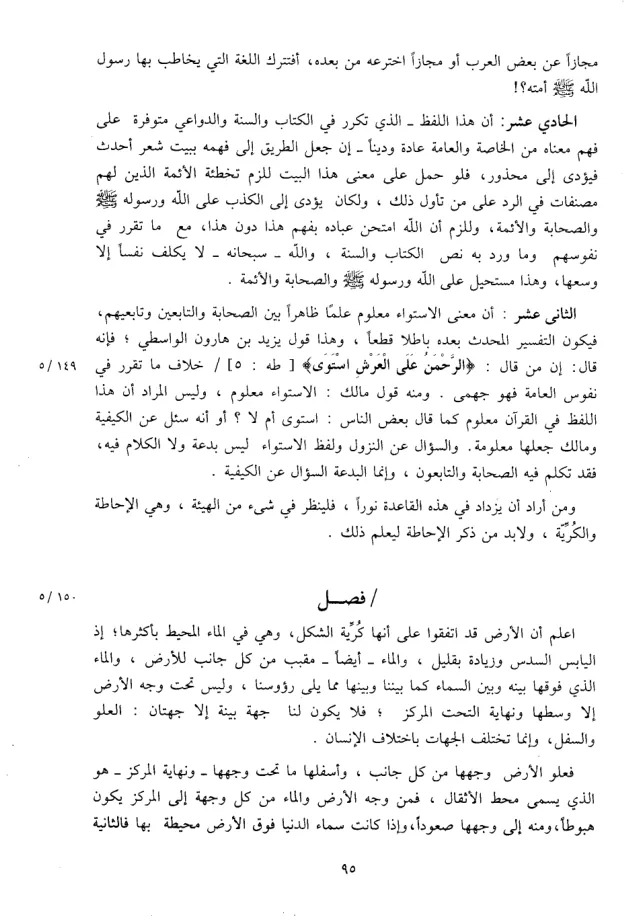 مجازاً عن بعض العرب أو مجازاً اخترعه من بعده، أفتترك اللغة التي يخاطب بها رسول
اللّه ﷺ أمته؟!
الحادي عشر: أن هذا اللفظ ـ الذي تكرر في الكتاب والسنة والدواعي متوفرة على
فهم معناه من الخاصة والعامة عادة وديناً ـ إن جعل الطريق إلى فهمه ببيت شعر أحدث
فيؤدى إلى محذور، فلو حمل على معنى هذا البيت للزم تخطئة الأئمة الذين لهم
مصنفات في الرد على من تأول ذلك ، ولكان يؤدى إلى الكذب على اللّه ورسوله ﷺ
والصحابة والأئمة، وللزم أن اللّه امتحن عباده بفهم هذا دون هذا، مع ما تقرر في
نفوسهم وما ورد به نص الكتاب والسنة ، واللّه ـ سبحانه ـ لا يكلف نفساً إلا
وسعها، وهذا مستحيل على اللّه ورسوله ﷺ والصحابة والأئمة .
الثانى عشر : أن معنى الاستواء معلوم علمًا ظاهراً بين الصحابة والتابعين وتابعيهم،
فيكون التفسير المحدث بعده باطلا قطعاً ، وهذا قول يزيد بن هارون الواسطي ؛ فإنه
قال: إن من قال : ﴿الرَّحْمَنُ عَلَى الْعَرْشِ اسْتَوَى﴾ [ طه : ٥] / خلاف ما تقرر في ٥/١٤٩
نفوس العامة فهو جهمى . ومنه قول مالك : الاستواء معلوم ، وليس المراد أن هذا
اللفظ في القرآن معلوم كما قال بعض الناس : استوى أم لا ؟ أو أنه سئل عن الكيفية
ومالك جعلها معلومة. والسؤال عن النزول ولفظ الاستواء ليس بدعة ولا الكلام فيه،
فقد تكلم فيه الصحابة والتابعون ، وإنما البدعة السؤال عن الكيفية .
ومن أراد أن يزداد في هذه القاعدة نوراً ، فلينظر في شىء من الهيئة ، وهي الإحاطة
والكُرِيَّة ، ولابد من ذكر الإحاطة ليعلم ذلك .
/ فصـــل ٥/١٥٠
اعلم أن الأرض قد اتفقوا على أنها كُرِيَّة الشكل، وهي في الماء المحيط بأكثرها؛ إذ
اليابس السدس وزيادة بقليل ، والماء ـ أيضاً ـ مقبب من كل جانب للأرض ، والماء
الذي فوقها بينه وبين السماء كما بيننا وبينها مما يلى رؤوسنا ، وليس تحت وجه الأرض
إلا وسطها ونهاية التحت المركز ؛ فلا يكون لنا جهة بينة إلا جهتان : العلو
والسفل، وإنما تختلف الجهات باختلاف الإنسان .
فعلو الأرض وجهها من كل جانب ، وأسفلها ما تحت وجهها ـ ونهاية المركز ـ هو
الذي يسمى محط الأثقال ، فمن وجه الأرض والماء من كل وجهة إلى المركز يكون
هبوطاً،ومنه إلى وجهها صعوداً،وإذا كانت سماء الدنيا فوق الأرض محيطة بها فالثانية
٩٥